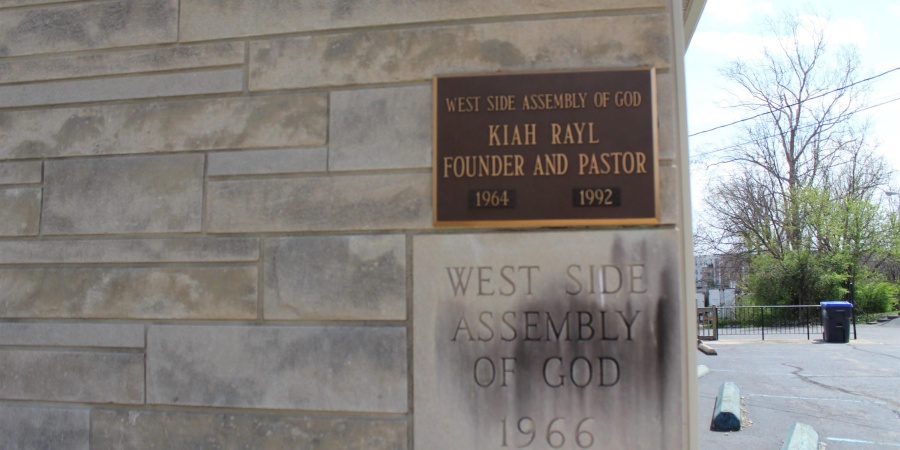 WEST SIDE ASSEMBLY OF GOD
KIAH RAYL
FOUNDER AND PASTOR
1964 1992
WEST SIDE
ASSEMBLY
OF GOD
1966